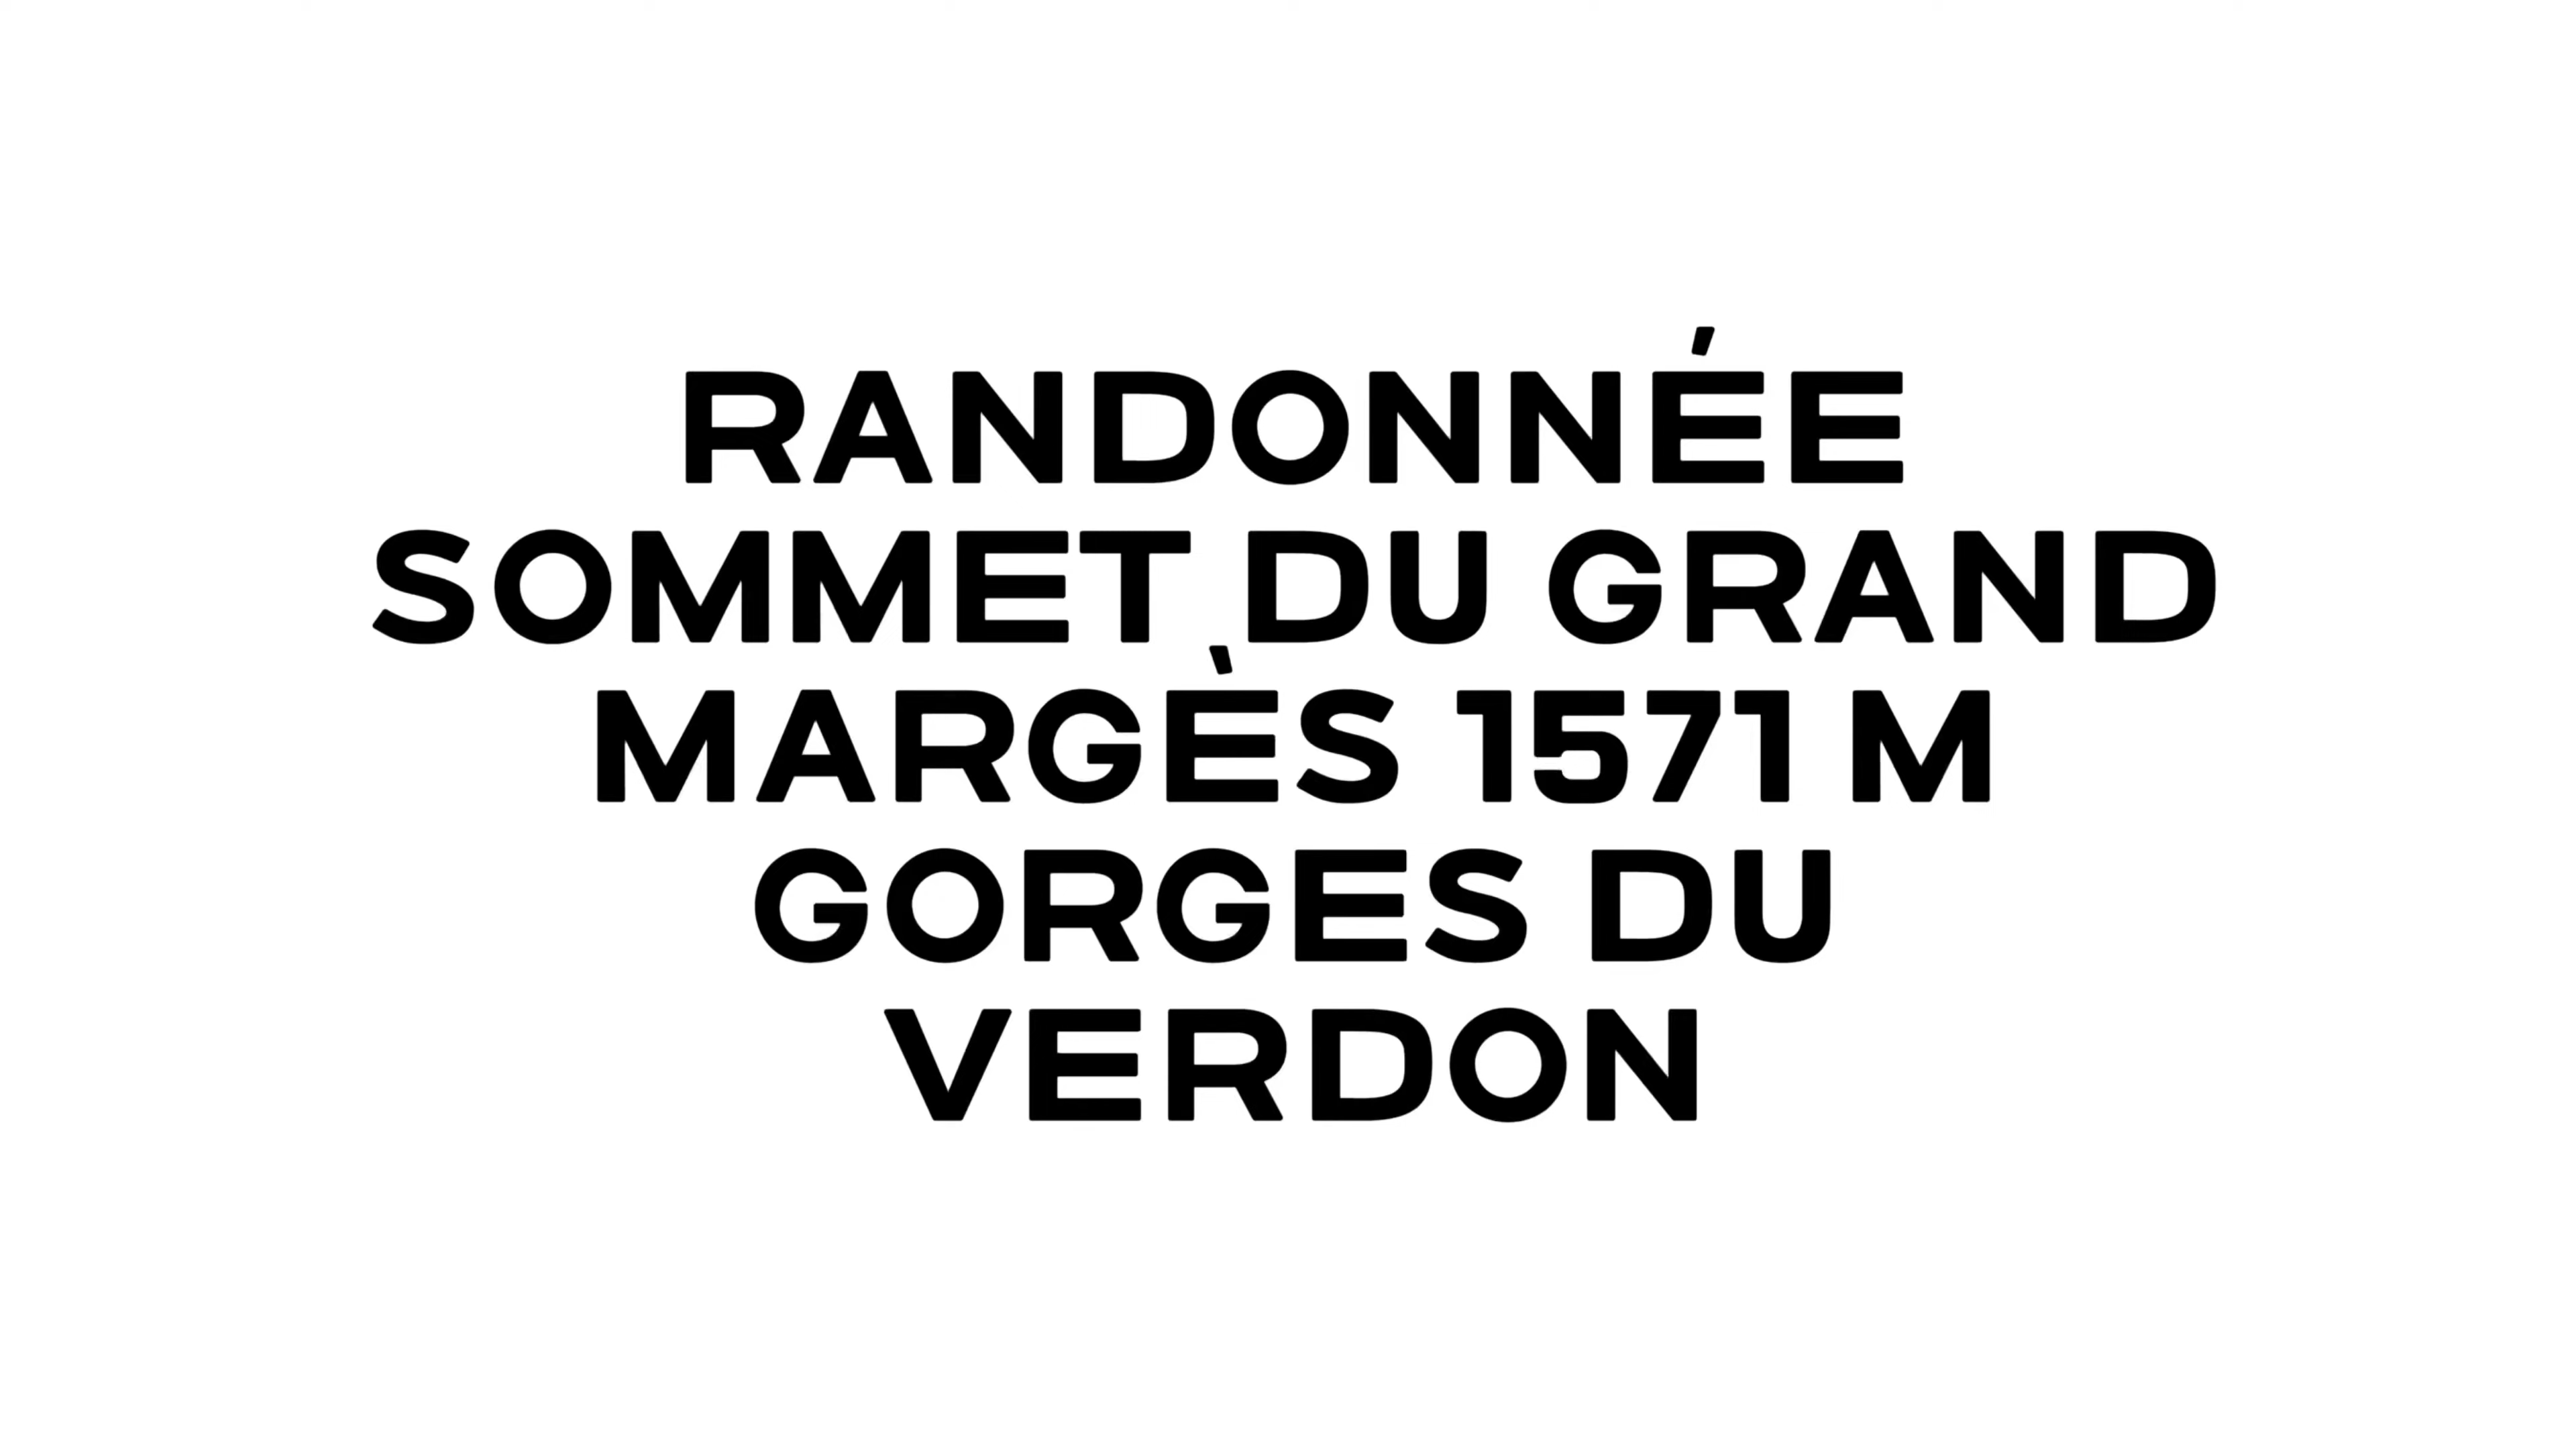 RANDONNÉE
SOMMET DU GRAND
MARGÈS 1571 M
GORGES DU
VERDON